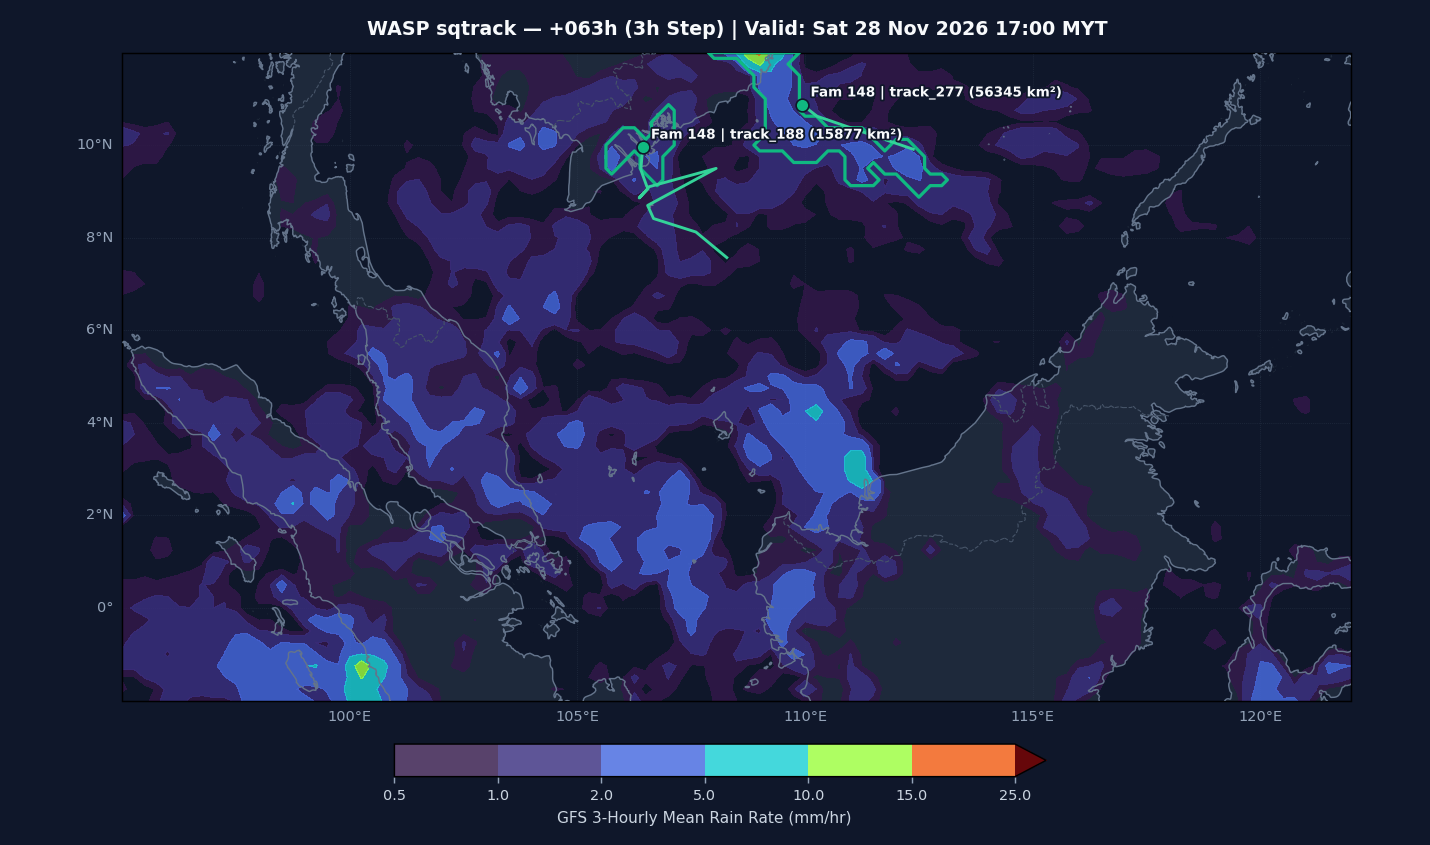 WASP sqtrack — +063h (3h Step) | Valid: Sat 28 Nov 2026 17:00 MYT
Fam 148 | track_277 (56345 km²)
Fam 148 | track_188 (15877 km²)
10°N
8°N
6°N
4°N
2°N
0°
100°E 105°E 110°E 115°E 120°E
0.5 1.0 2.0 5.0 10.0 15.0 25.0
GFS 3-Hourly Mean Rain Rate (mm/hr)